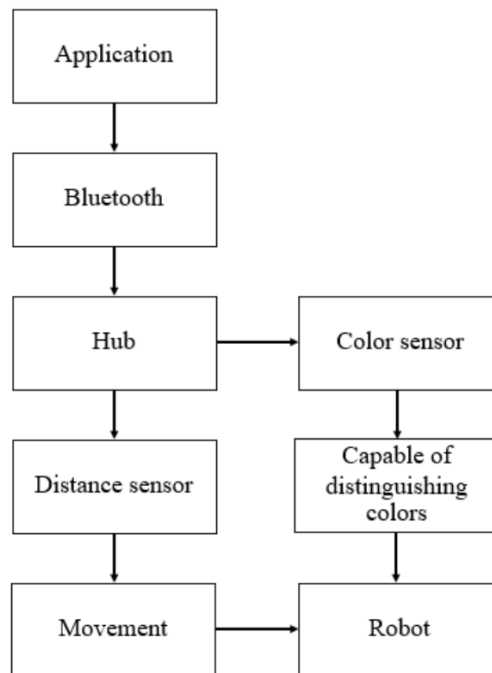 Application
Bluetooth
Hub
Color sensor
Distance sensor
Capable of
distinguishing
colors
Movement
Robot